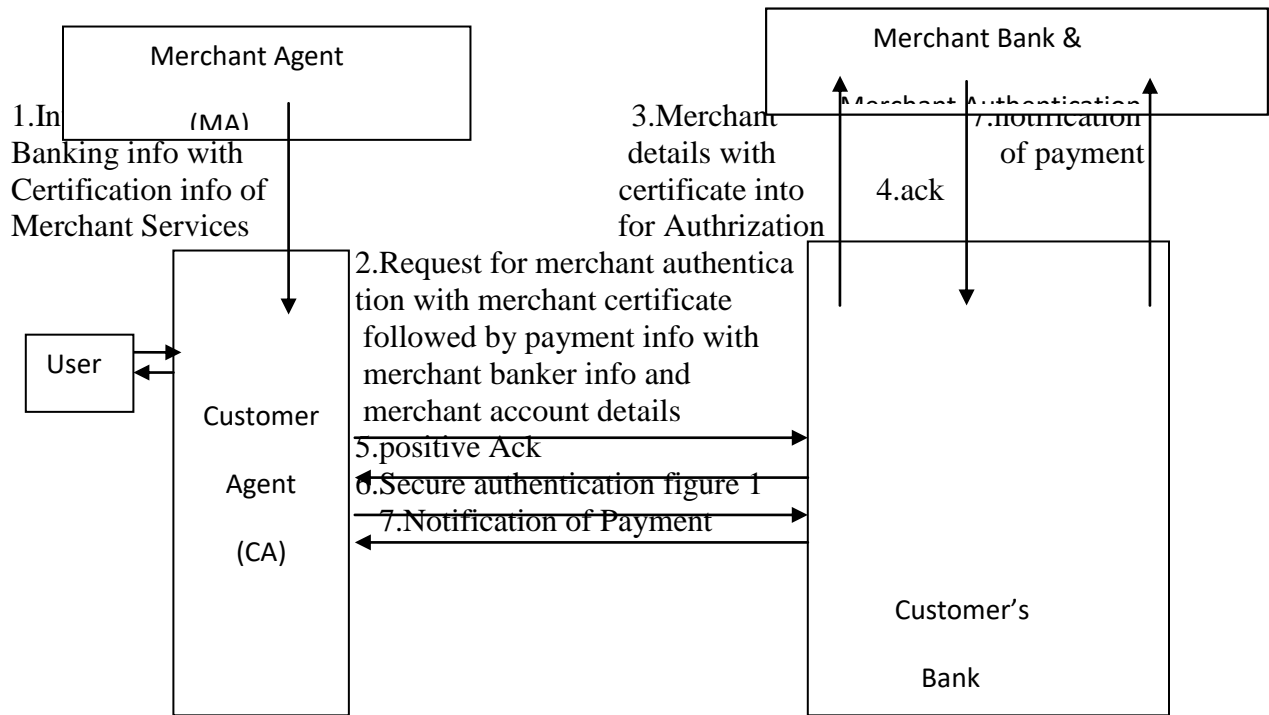 Merchant Agent
(MA)
Merchant Bank &
Merchant Authentication
1.In
Banking info with
Certification info of
Merchant Services
3.Merchant
details with
certificate into
for Authrization
4.ack
7.notification
of payment
2.Request for merchant authentica
tion with merchant certificate
followed by payment info with
merchant banker info and
merchant account details
5.positive Ack
6.Secure authentication figure 1
7.Notification of Payment
User
Customer
Agent
(CA)
Customer's
Bank